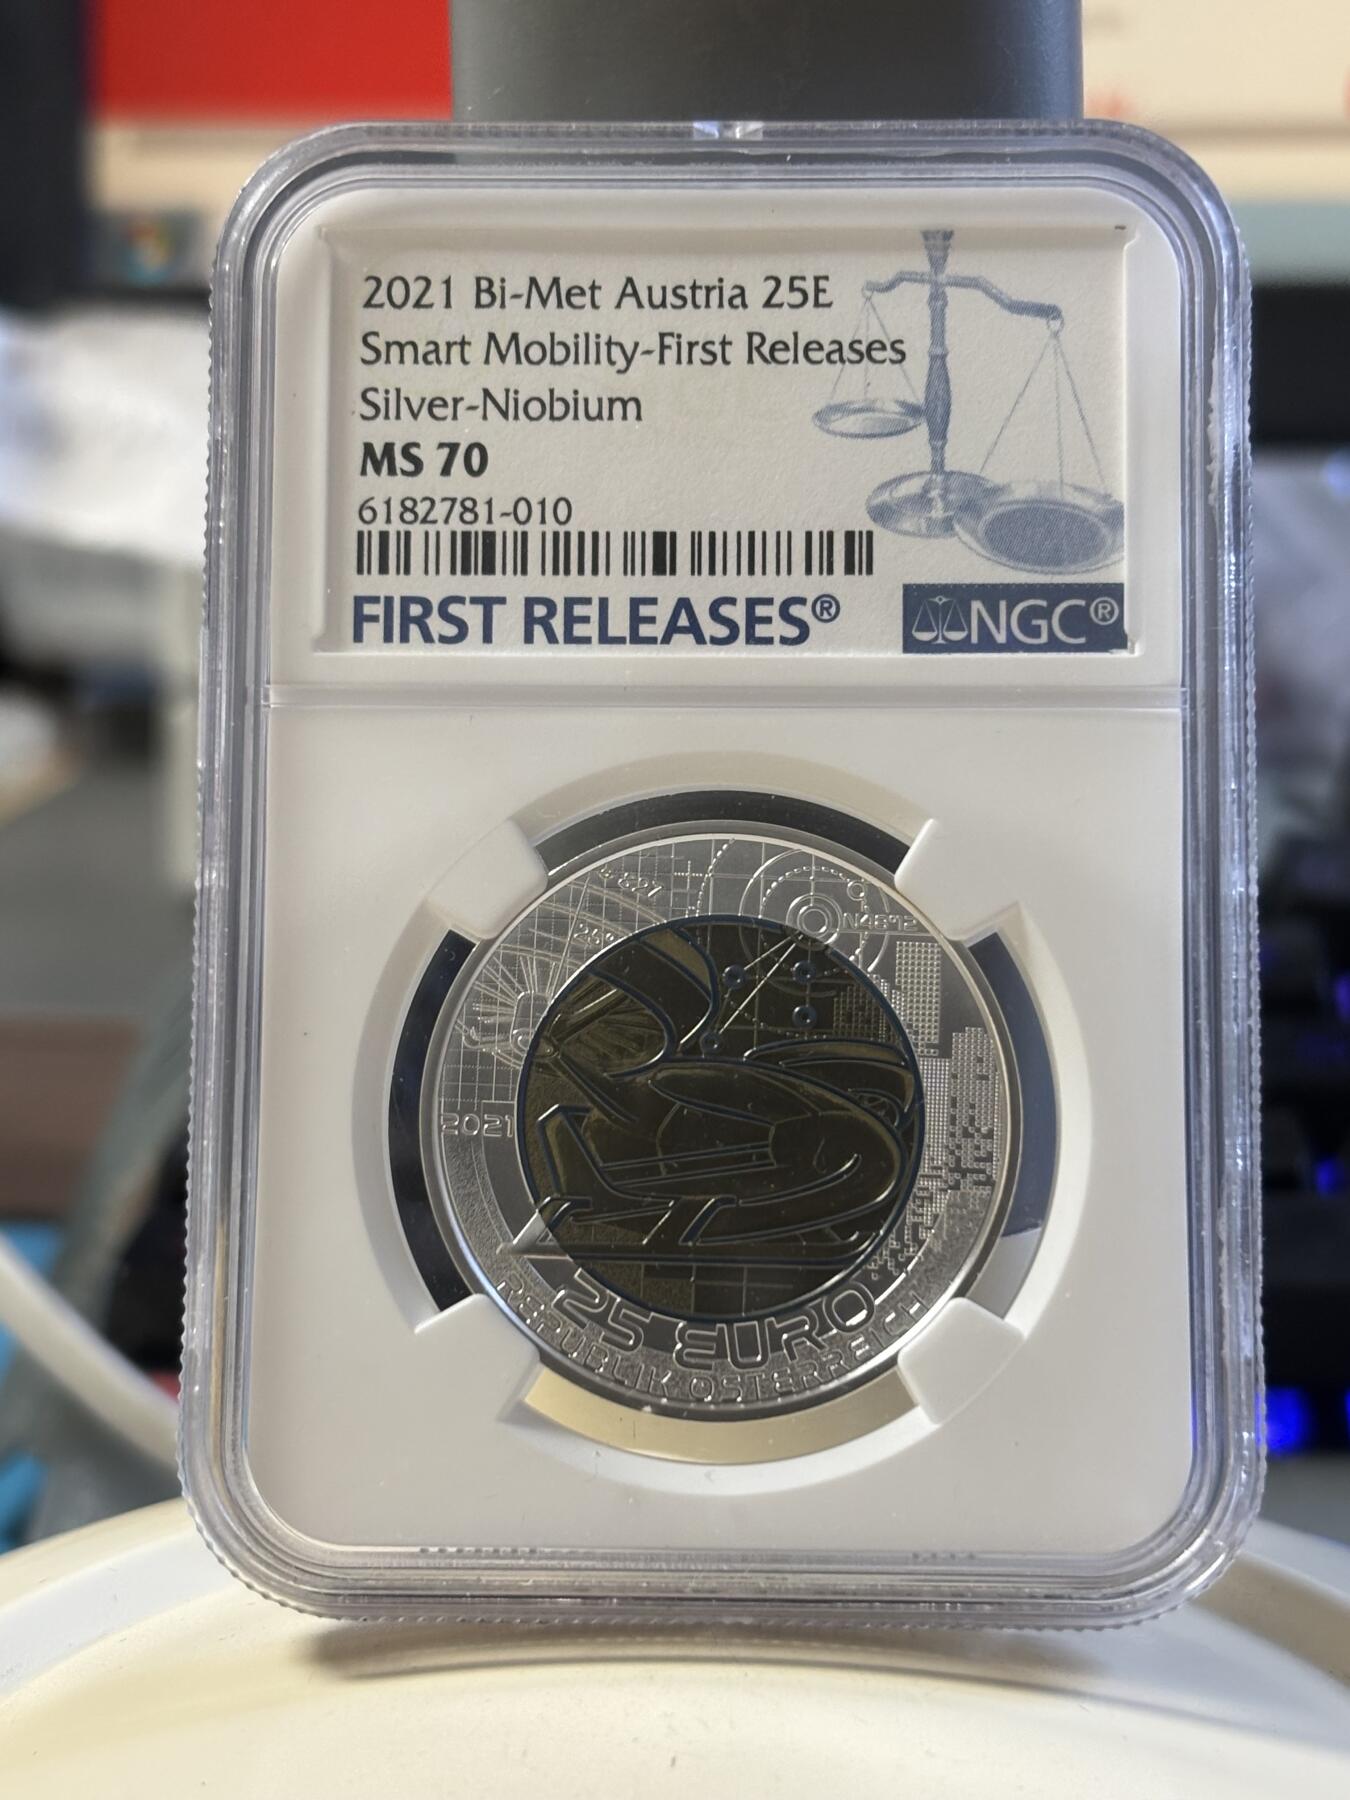 2021 Bi-Met Austria 25E
Smart Mobility-First Releases
Silver-Niobium
MS 70
6182781-010
FIRST RELEASES®
NGC®
2021
25 EURO
REPUBLIK ÖSTERREICH